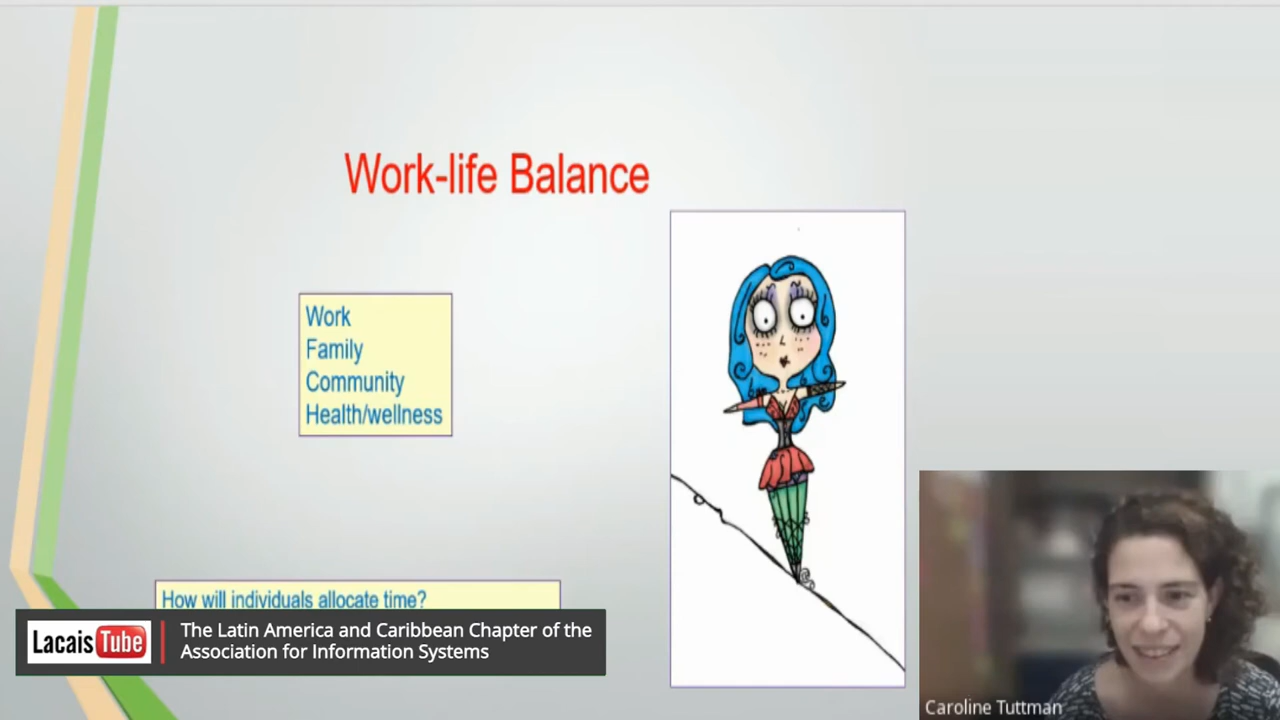 Work-life Balance
Work
Family
Community
Health/wellness
How will individuals allocate time?
LacaisTube
The Latin America and Caribbean Chapter of the
Association for Information Systems
Caroline Tuttman